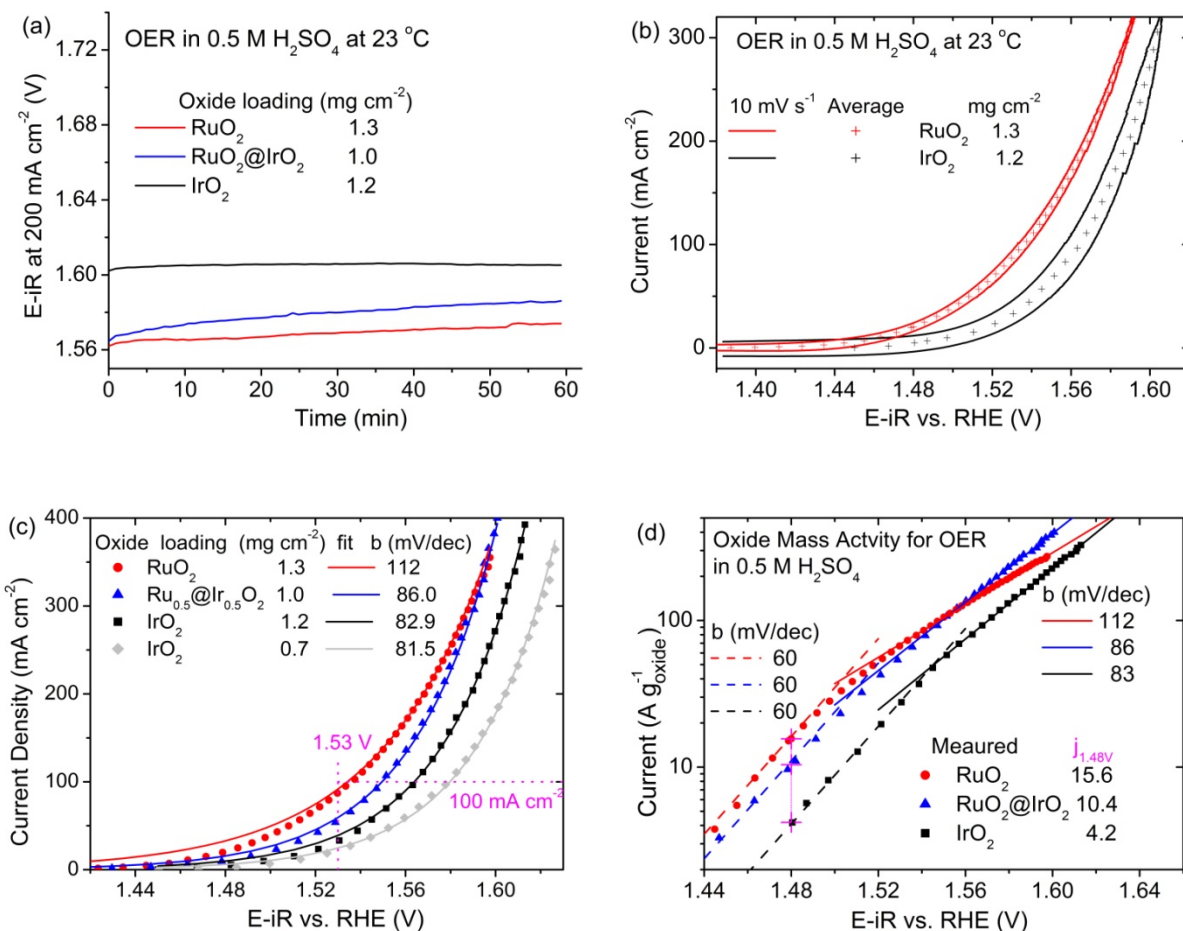 (a)
OER in 0.5 M H₂SO₄ at 23 °C
Oxide loading (mg cm⁻²)
RuO₂ 1.3
RuO₂@IrO₂ 1.0
IrO₂ 1.2
E-iR at 200 mA cm⁻² (V)
1.72
1.68
1.64
1.60
1.56
0 10 20 30 40 50 60
Time (min)
(b)
OER in 0.5 M H₂SO₄ at 23 °C
10 mV s⁻¹ Average mg cm⁻²
RuO₂ 1.3
IrO₂ 1.2
Current (mA cm⁻²)
300
200
100
0
1.40 1.44 1.48 1.52 1.56 1.60
E-iR vs. RHE (V)
(c)
Oxide loading (mg cm⁻²) fit b (mV/dec)
RuO₂ 1.3 112
Ru₀.₅@Ir₀.₅O₂ 1.0 86.0
IrO₂ 1.2 82.9
IrO₂ 0.7 81.5
1.53 V
100 mA cm⁻²
Current Density (mA cm⁻²)
400
300
200
100
0
1.44 1.48 1.52 1.56 1.60
E-iR vs. RHE (V)
(d)
Oxide Mass Actvity for OER
in 0.5 M H₂SO₄
b (mV/dec)
60
60
60
b (mV/dec)
112
86
83
Meaured j₁.₄₈V
RuO₂ 15.6
RuO₂@IrO₂ 10.4
IrO₂ 4.2
Current (A g⁻¹oxide)
100
10
1.44 1.48 1.52 1.56 1.60 1.64
E-iR vs. RHE (V)